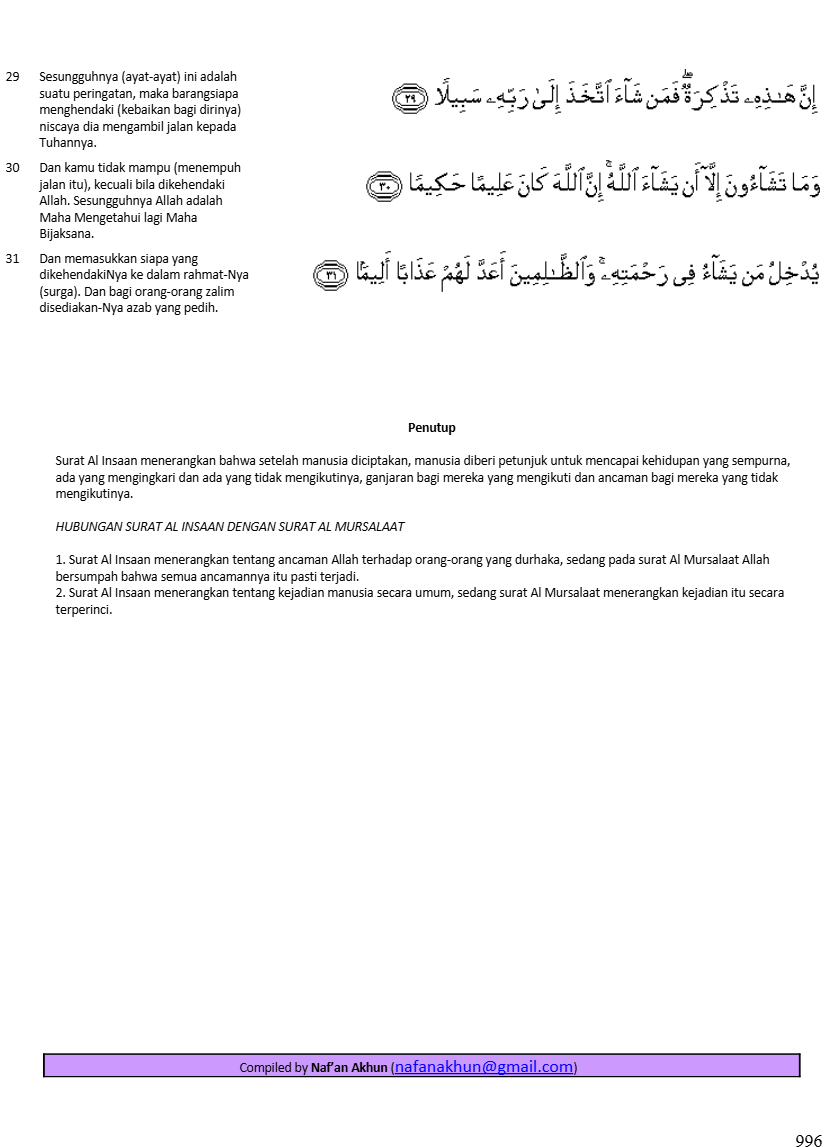 29 Sesungguhnya (ayat-ayat) ini adalah
suatu peringatan, maka barangsiapa
menghendaki (kebaikan bagi dirinya)
niscaya dia mengambil jalan kepada
Tuhannya.
إِنَّ هَـٰذِهِۦ تَذْكِرَةٌۭ ۖ فَمَن شَآءَ ٱتَّخَذَ إِلَىٰ رَبِّهِۦ سَبِيلًۭا ٢٩
30 Dan kamu tidak mampu (menempuh
jalan itu), kecuali bila dikehendaki
Allah. Sesungguhnya Allah adalah
Maha Mengetahui lagi Maha
Bijaksana.
وَمَا تَشَآءُونَ إِلَّآ أَن يَشَآءَ ٱللَّهُ ۚ إِنَّ ٱللَّهَ كَانَ عَلِيمًا حَكِيمًۭا ٣٠
31 Dan memasukkan siapa yang
dikehendakiNya ke dalam rahmat-Nya
(surga). Dan bagi orang-orang zalim
disediakan-Nya azab yang pedih.
يُدْخِلُ مَن يَشَآءُ فِى رَحْمَتِهِۦ ۚ وَٱلظَّـٰلِمِينَ أَعَدَّ لَهُمْ عَذَابًا أَلِيمًۢا ٣١
Penutup
Surat Al Insaan menerangkan bahwa setelah manusia diciptakan, manusia diberi petunjuk untuk mencapai kehidupan yang sempurna,
ada yang mengingkari dan ada yang tidak mengikutinya, ganjaran bagi mereka yang mengikuti dan ancaman bagi mereka yang tidak
mengikutinya.
HUBUNGAN SURAT AL INSAAN DENGAN SURAT AL MURSALAAT
1. Surat Al Insaan menerangkan tentang ancaman Allah terhadap orang-orang yang durhaka, sedang pada surat Al Mursalaat Allah
bersumpah bahwa semua ancamannya itu pasti terjadi.
2. Surat Al Insaan menerangkan tentang kejadian manusia secara umum, sedang surat Al Mursalaat menerangkan kejadian itu secara
terperinci.
Compiled by Naf’an Akhun (nafanakhun@gmail.com)
996